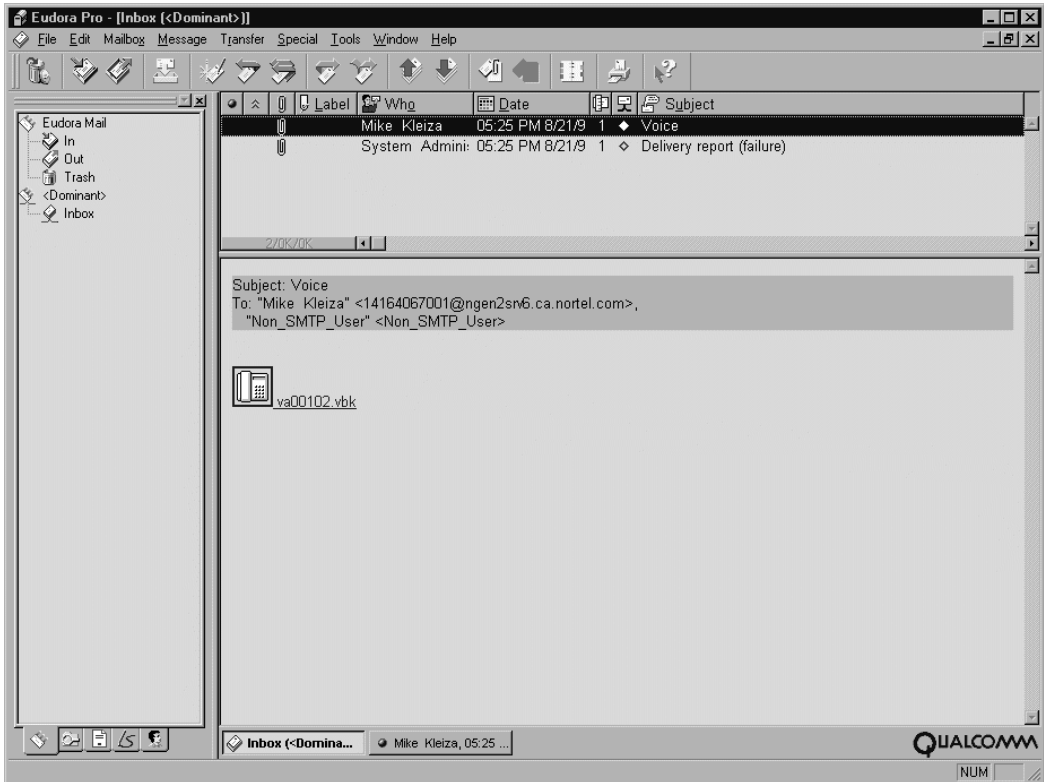 Eudora Pro - [Inbox (<Dominant>)]
File Edit Mailbox Message Transfer Special Tools Window Help
Label Who Date Subject
Mike Kleiza 05:25 PM 8/21/9 1 Voice
System Admini: 05:25 PM 8/21/9 1 Delivery report (failure)
2/0K/0K
Eudora Mail
In
Out
Trash
<Dominant>
Inbox
Subject: Voice
To: "Mike Kleiza" <14164067001@ngen2srv6.ca.nortel.com>,
"Non_SMTP_User" <Non_SMTP_User>
va00102.vbk
Inbox (<Domina... Mike Kleiza, 05:25 ...
QUALCOMM
NUM